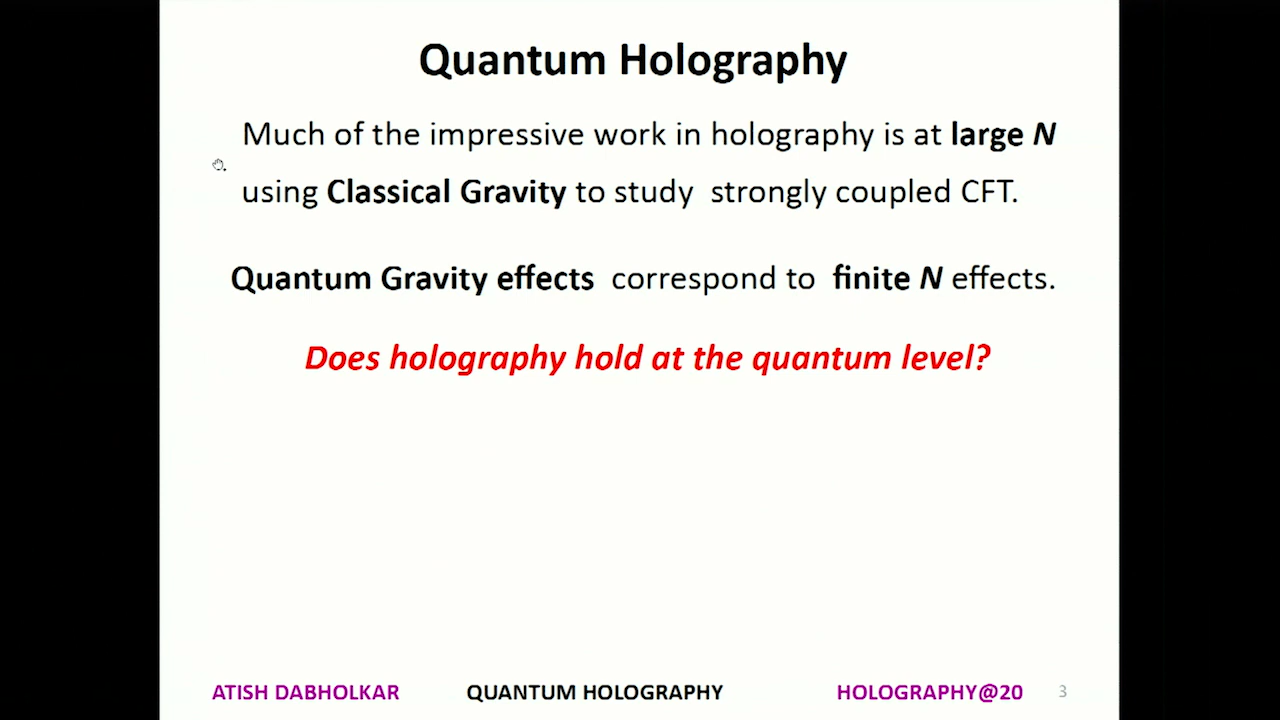 Quantum Holography
Much of the impressive work in holography is at large N
using Classical Gravity to study strongly coupled CFT.
Quantum Gravity effects correspond to finite N effects.
Does holography hold at the quantum level?
ATISH DABHOLKAR QUANTUM HOLOGRAPHY HOLOGRAPHY@20 3